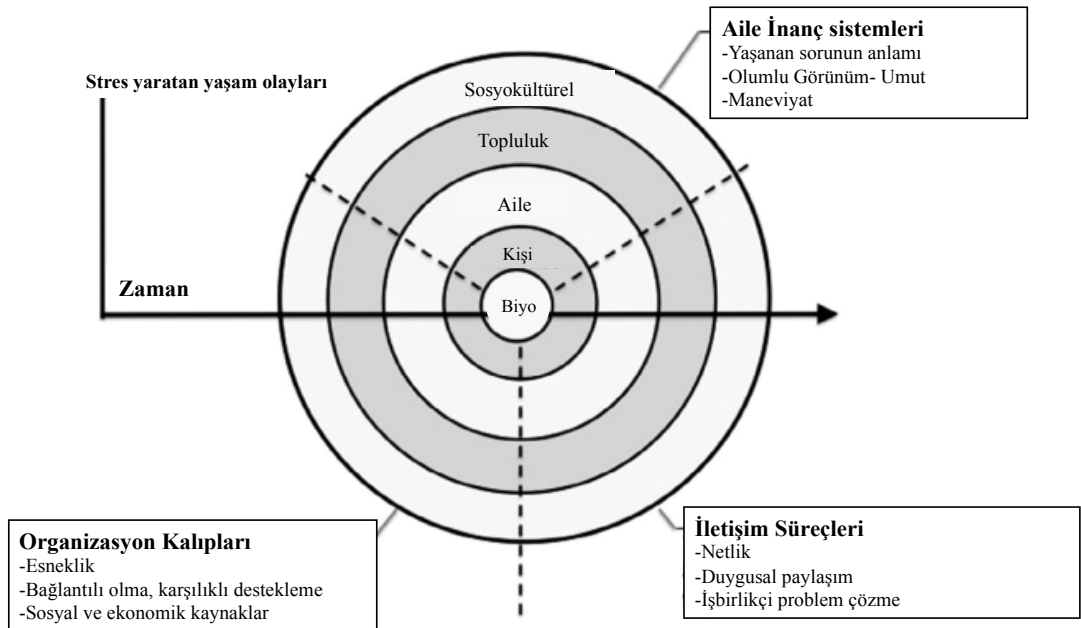 Aile İnanç sistemleri
-Yaşanan sorunun anlamı
-Olumlu Görünüm- Umut
-Maneviyat
Stres yaratan yaşam olayları
Sosyokültürel
Topluluk
Aile
Kişi
Biyo
Zaman
Organizasyon Kalıpları
-Esneklik
-Bağlantılı olma, karşılıklı destekleme
-Sosyal ve ekonomik kaynaklar
İletişim Süreçleri
-Netlik
-Duygusal paylaşım
-İşbirlikçi problem çözme